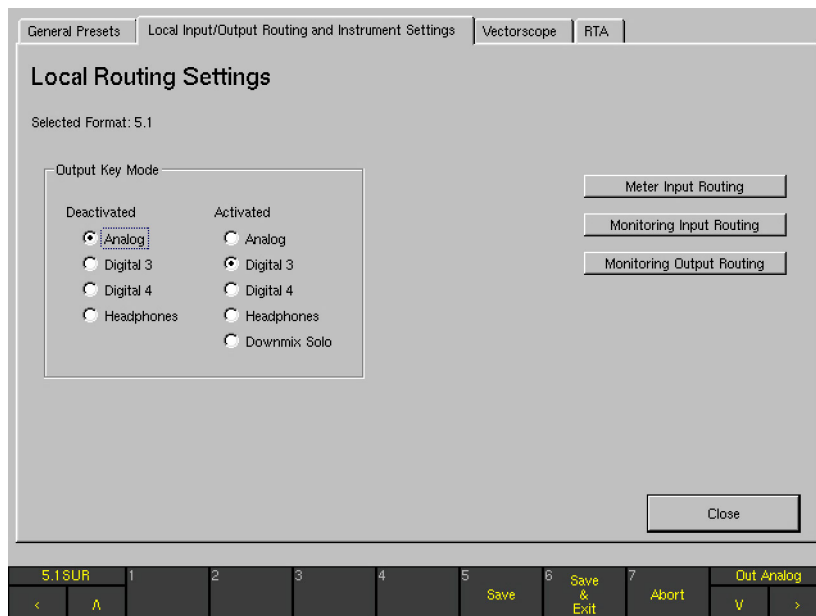 General Presets
Local Input/Output Routing and Instrument Settings
Vectorscope
RTA
Local Routing Settings
Selected Format: 5.1
Output Key Mode
Deactivated
Activated
Analog
Analog
Digital 3
Digital 3
Digital 4
Digital 4
Headphones
Headphones
Downmix Solo
Meter Input Routing
Monitoring Input Routing
Monitoring Output Routing
Close
5.1SUR
1
2
3
4
5
Save
6
Save
&
Exit
7
Abort
Out Analog
<
Λ
V
>